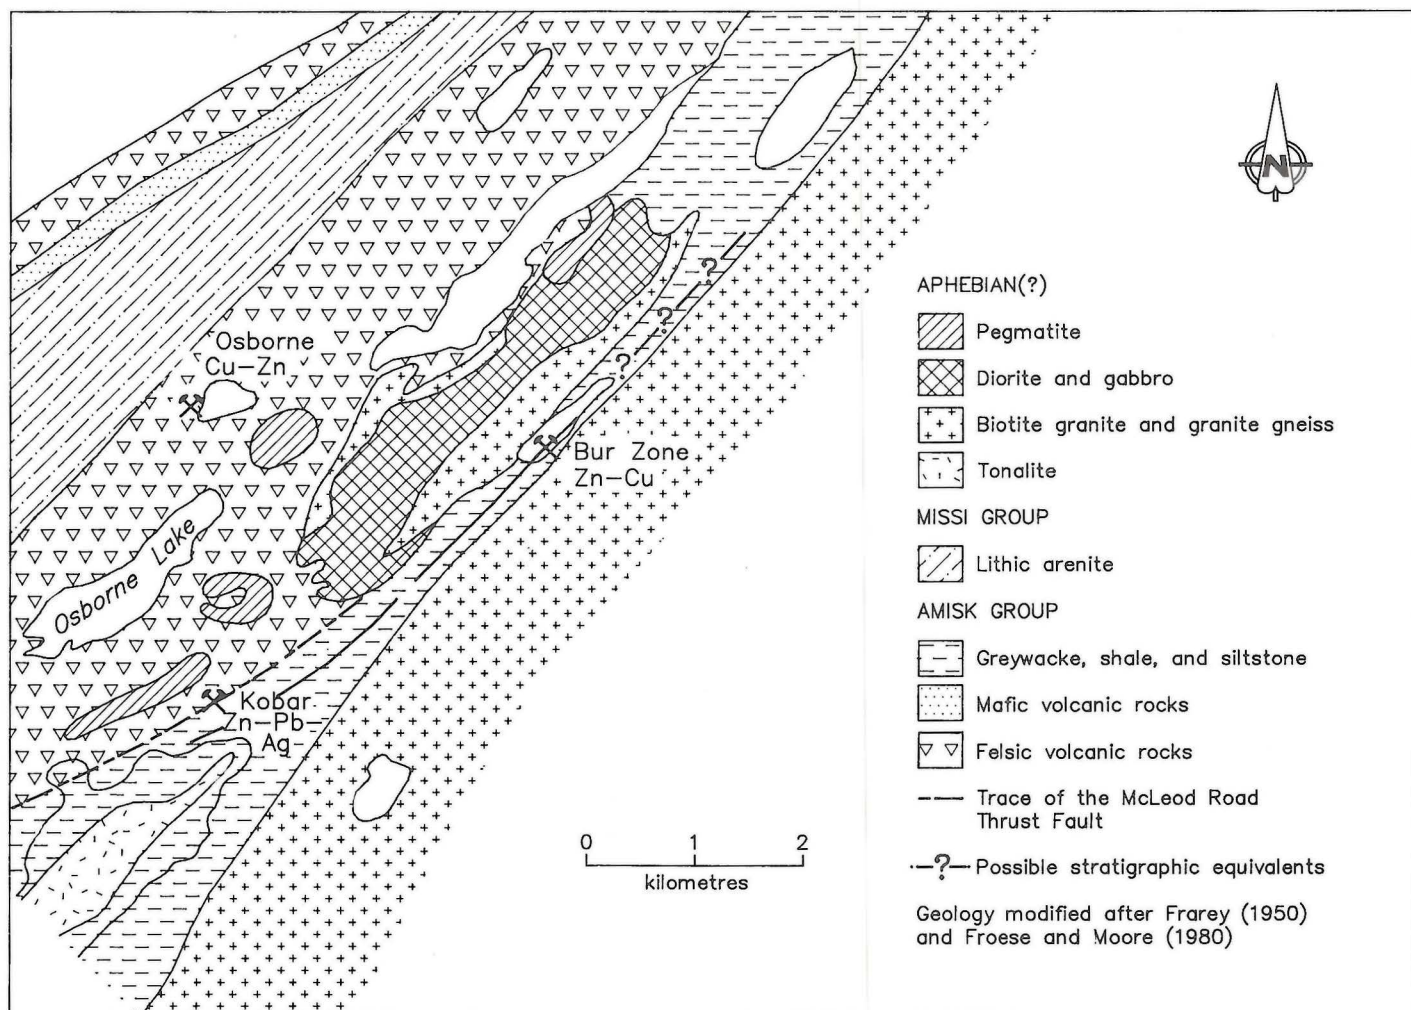 N
Osborne
Cu-Zn
Bur Zone
Zn-Cu
Osborne Lake
Kobar
Zn-Pb-
Ag
?
?
?
0 1 2
kilometres
APHEBIAN(?)
Pegmatite
Diorite and gabbro
Biotite granite and granite gneiss
Tonalite
MISSI GROUP
Lithic arenite
AMISK GROUP
Greywacke, shale, and siltstone
Mafic volcanic rocks
Felsic volcanic rocks
Trace of the McLeod Road
Thrust Fault
? Possible stratigraphic equivalents
Geology modified after Frarey (1950)
and Froese and Moore (1980)